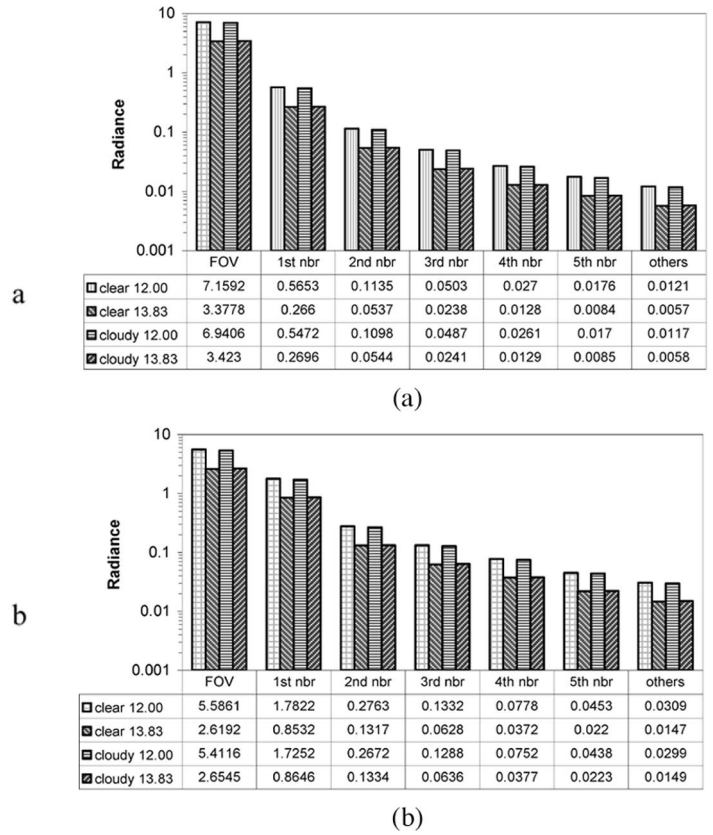 10
1
0.1
0.01
0.001
Radiance
FOV 1st nbr 2nd nbr 3rd nbr 4th nbr 5th nbr others
clear 12.00 7.1592 0.5653 0.1135 0.0503 0.027 0.0176 0.0121
clear 13.83 3.3778 0.266 0.0537 0.0238 0.0128 0.0084 0.0057
cloudy 12.00 6.9406 0.5472 0.1098 0.0487 0.0261 0.017 0.0117
cloudy 13.83 3.423 0.2696 0.0544 0.0241 0.0129 0.0085 0.0058
a
(a)
10
1
0.1
0.01
0.001
Radiance
FOV 1st nbr 2nd nbr 3rd nbr 4th nbr 5th nbr others
clear 12.00 5.5861 1.7822 0.2763 0.1332 0.0778 0.0453 0.0309
clear 13.83 2.6192 0.8532 0.1317 0.0628 0.0372 0.022 0.0147
cloudy 12.00 5.4116 1.7252 0.2672 0.1288 0.0752 0.0438 0.0299
cloudy 13.83 2.6545 0.8646 0.1334 0.0636 0.0377 0.0223 0.0149
b
(b)